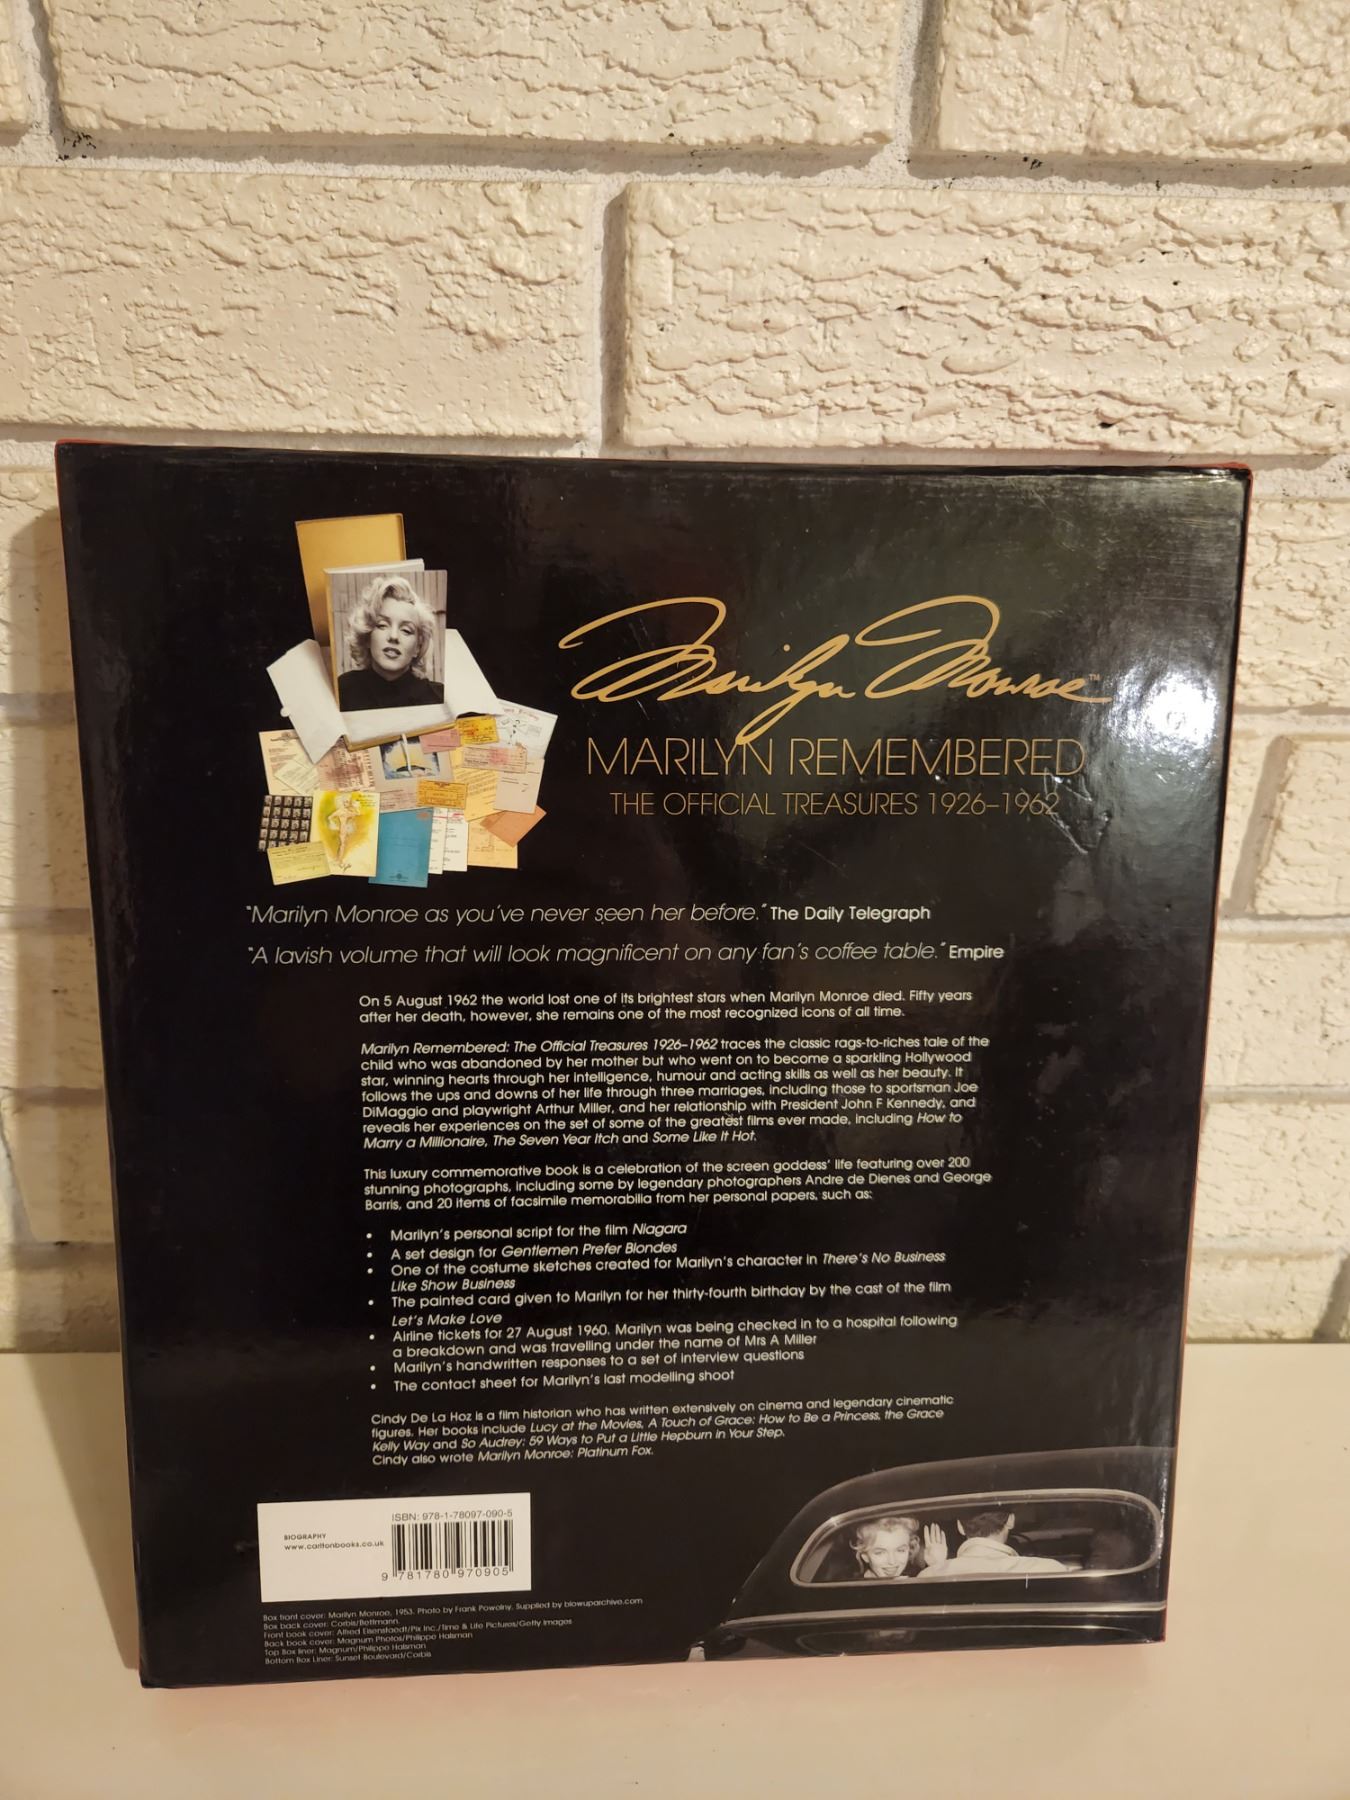 Marilyn Monroe™
MARILYN REMEMBERED
THE OFFICIAL TREASURES 1926–1962
"Marilyn Monroe as you've never seen her before." The Daily Telegraph
"A lavish volume that will look magnificent on any fan's coffee table." Empire
On 5 August 1962 the world lost one of its brightest stars when Marilyn Monroe died. Fifty years
after her death, however, she remains one of the most recognized icons of all time.
Marilyn Remembered: The Official Treasures 1926–1962 traces the classic rags-to-riches tale of the
child who was abandoned by her mother but who went on to become a sparkling Hollywood
star, winning hearts through her intelligence, humour and acting skills as well as her beauty. It
follows the ups and downs of her life through three marriages, including those to sportsman Joe
DiMaggio and playwright Arthur Miller, and her relationship with President John F Kennedy, and
reveals her experiences on the set of some of the greatest films ever made, including How to
Marry a Millionaire, The Seven Year Itch and Some Like It Hot.
This luxury commemorative book is a celebration of the screen goddess' life featuring over 200
stunning photographs, including some by legendary photographers Andre de Dienes and George
Barris, and 20 items of facsimile memorabilia from her personal papers, such as:
• Marilyn's personal script for the film Niagara
• A set design for Gentlemen Prefer Blondes
• One of the costume sketches created for Marilyn's character in There's No Business
Like Show Business
• The painted card given to Marilyn for her thirty-fourth birthday by the cast of the film
Let's Make Love
• Airline tickets for 27 August 1960. Marilyn was being checked in to a hospital following
a breakdown and was travelling under the name of Mrs A Miller
• Marilyn's handwritten responses to a set of interview questions
• The contact sheet for Marilyn's last modelling shoot
Cindy De La Hoz is a film historian who has written extensively on cinema and legendary cinematic
figures. Her books include Lucy at the Movies, A Touch of Grace: How to Be a Princess, the Grace
Kelly Way and So Audrey: 59 Ways to Put a Little Hepburn in Your Step.
Cindy also wrote Marilyn Monroe: Platinum Fox.
ISBN: 978-1-78097-090-5
BIOGRAPHY
www.carltonbooks.co.uk
9 781780 970905
Box front cover: Marilyn Monroe, 1953. Photo by Frank Powolny. Supplied by blowuparchive.com
Box back cover: Corbis/Bettmann.
Front book cover: Alfred Eisenstaedt/Pix Inc./Time & Life Pictures/Getty Images
Back book cover: Magnum Photos/Philippe Halsman
Top Box liner: Magnum/Philippe Halsman
Bottom Box Liner: Sunset Boulevard/Corbis